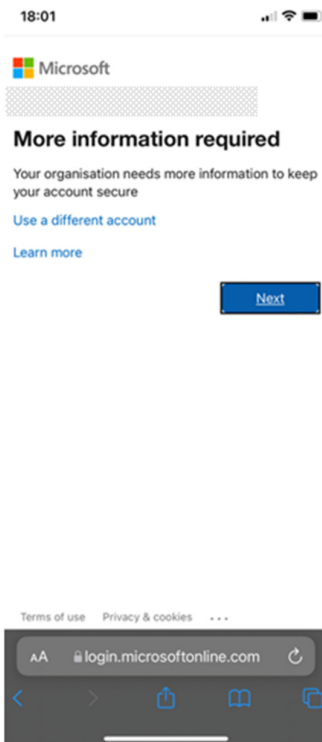 18:01
Microsoft
More information required
Your organisation needs more information to keep
your account secure
Use a different account
Learn more
Next
Terms of use Privacy & cookies ...
AA login.microsoftonline.com